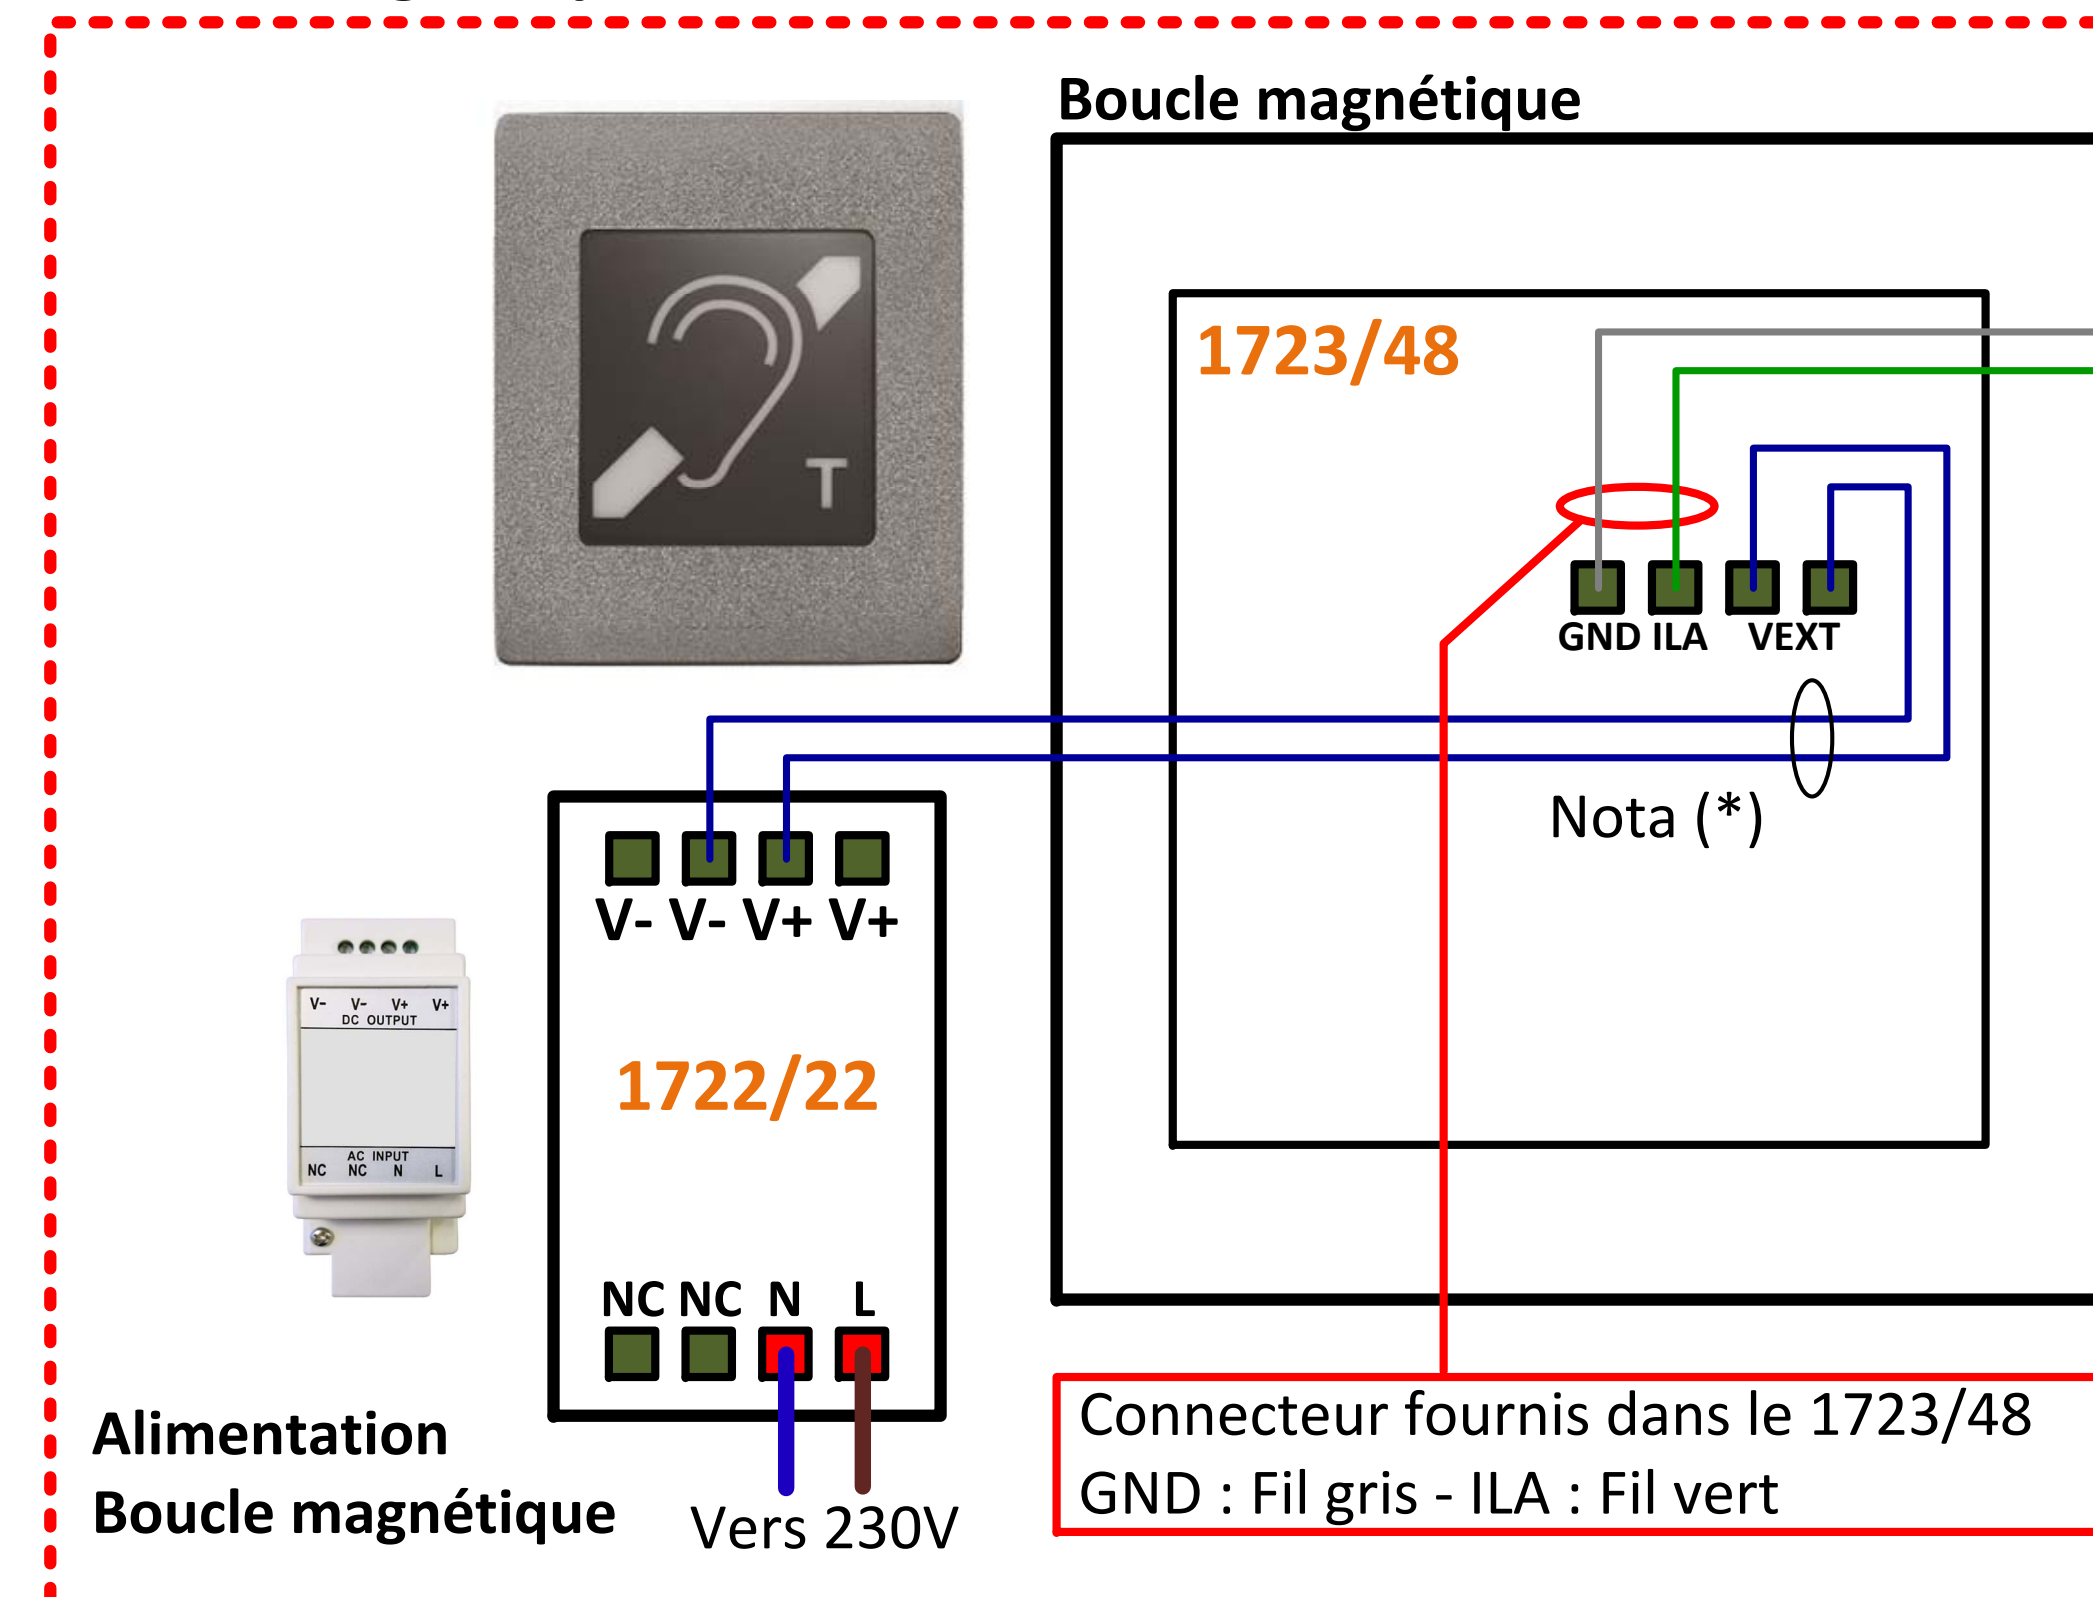 Boucle magnétique
1723/48
T
GND ILA VEXT
Nota (*)
V- V- V+ V+
V- V- V+ V+
DC OUTPUT
1722/22
AC INPUT
NC NC N L
NC NC N L
Connecteur fournis dans le 1723/48
GND : Fil gris - ILA : Fil vert
Alimentation
Boucle magnétique
Vers 230V